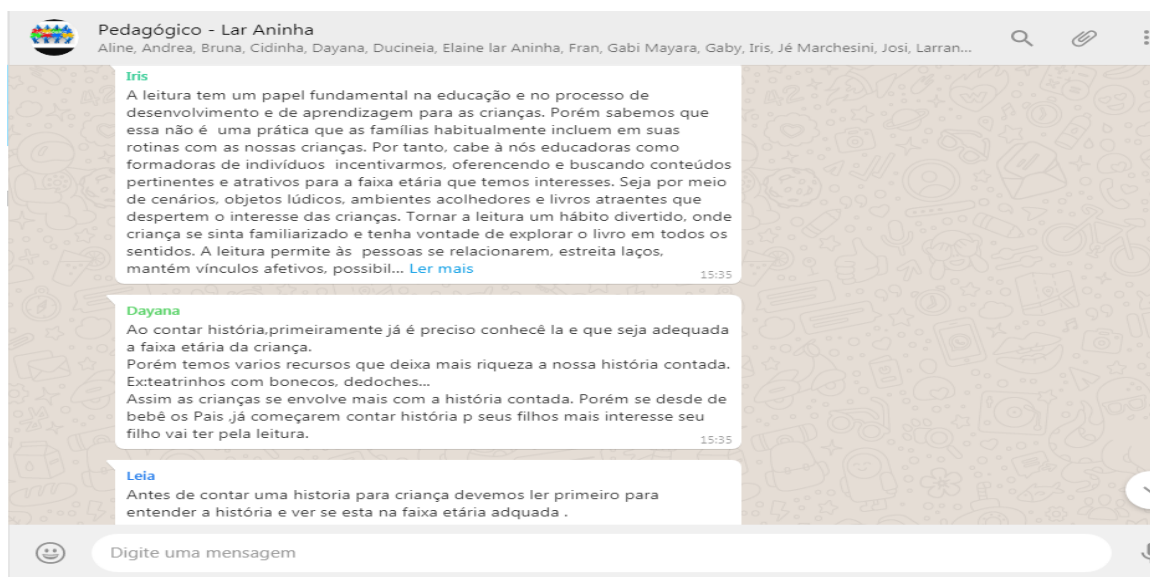 Pedagógico - Lar Aninha
Aline, Andrea, Bruna, Cidinha, Dayana, Ducineia, Elaine lar Aninha, Fran, Gabi Mayara, Gaby, Iris, Jé Marchesini, Josi, Larran...
Iris
A leitura tem um papel fundamental na educação e no processo de
desenvolvimento e de aprendizagem para as crianças. Porém sabemos que
essa não é uma prática que as famílias habitualmente incluem em suas
rotinas com as nossas crianças. Por tanto, cabe à nós educadoras como
formadoras de indivíduos incentivarmos, oferencendo e buscando conteúdos
pertinentes e atrativos para a faixa etária que temos interesses. Seja por meio
de cenários, objetos lúdicos, ambientes acolhedores e livros atraentes que
despertem o interesse das crianças. Tornar a leitura um hábito divertido, onde
criança se sinta familiarizado e tenha vontade de explorar o livro em todos os
sentidos. A leitura permite às pessoas se relacionarem, estreita laços,
mantém vínculos afetivos, possibil... Ler mais
15:35
Dayana
Ao contar história,primeiramente já é preciso conhecê la e que seja adequada
a faixa etária da criança.
Porém temos varios recursos que deixa mais riqueza a nossa história contada.
Ex:teatrinhos com bonecos, dedoches...
Assim as crianças se envolve mais com a história contada. Porém se desde de
bebê os Pais ,já começarem contar história p seus filhos mais interesse seu
filho vai ter pela leitura.
15:35
Leia
Antes de contar uma historia para criança devemos ler primeiro para
entender a história e ver se esta na faixa etária adquada .
Digite uma mensagem